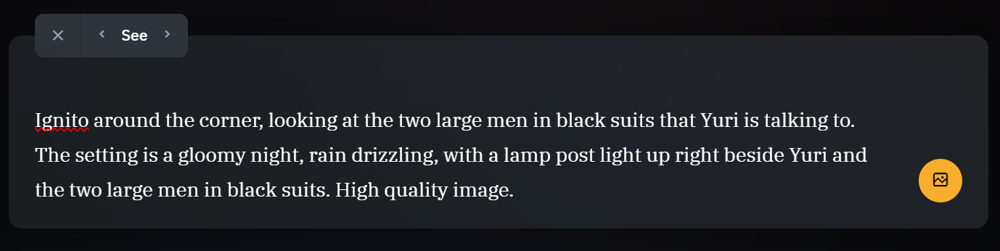 See
Ignito around the corner, looking at the two large men in black suits that Yuri is talking to.
The setting is a gloomy night, rain drizzling, with a lamp post light up right beside Yuri and
the two large men in black suits. High quality image.